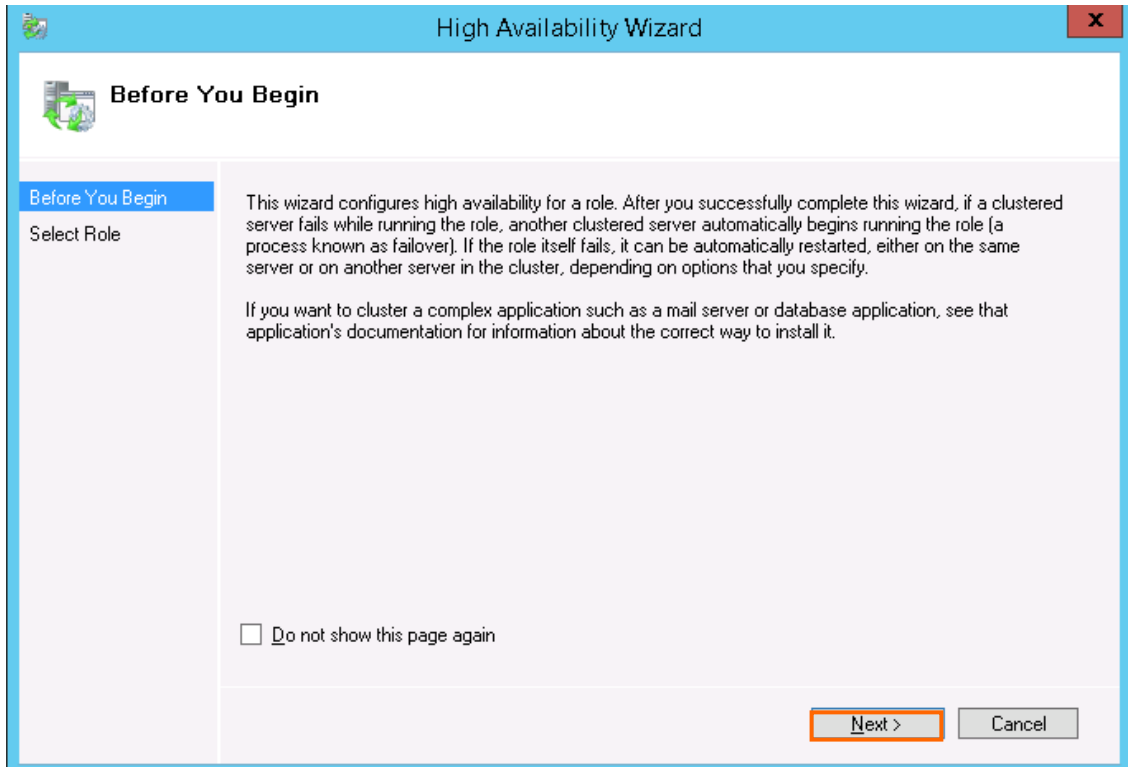 High Availability Wizard
x
Before You Begin
Before You Begin
Select Role
This wizard configures high availability for a role. After you successfully complete this wizard, if a clustered
server fails while running the role, another clustered server automatically begins running the role (a
process known as failover). If the role itself fails, it can be automatically restarted, either on the same
server or on another server in the cluster, depending on options that you specify.
If you want to cluster a complex application such as a mail server or database application, see that
application's documentation for information about the correct way to install it.
Do not show this page again
Next >
Cancel